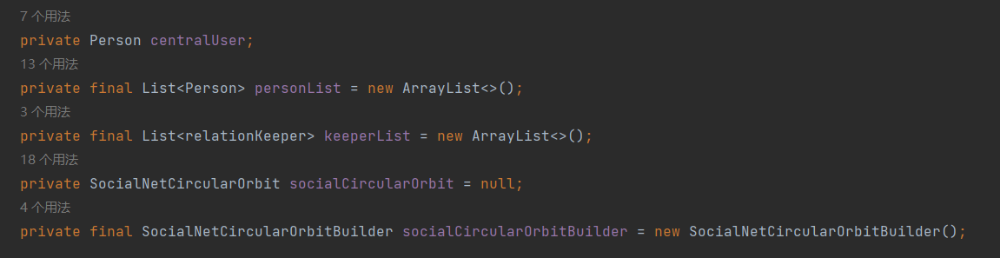 7 个用法
private Person centralUser;
13 个用法
private final List<Person> personList = new ArrayList<>();
3 个用法
private final List<relationKeeper> keeperList = new ArrayList<>();
18 个用法
private SocialNetCircularOrbit socialCircularOrbit = null;
4 个用法
private final SocialNetCircularOrbitBuilder socialCircularOrbitBuilder = new SocialNetCircularOrbitBuilder();